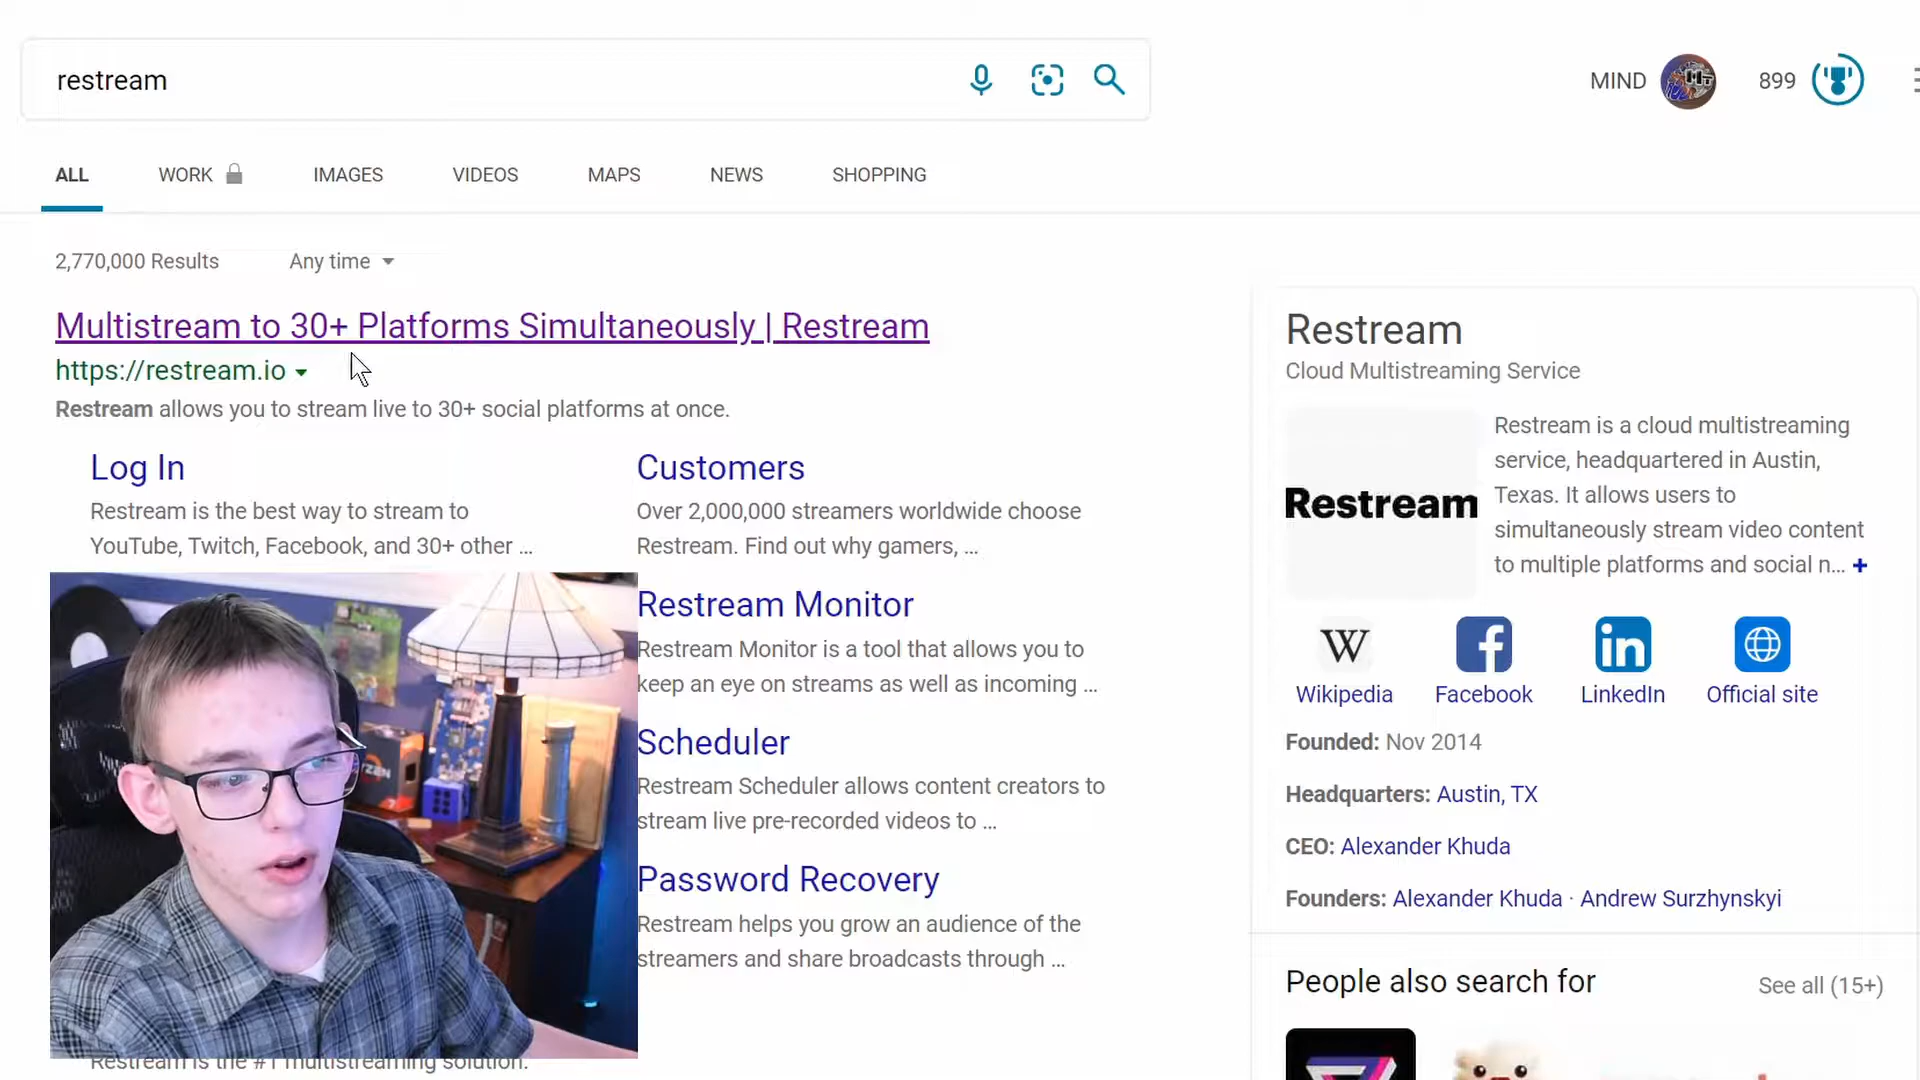 restream
MIND
899
ALL
WORK
IMAGES
VIDEOS
MAPS
NEWS
SHOPPING
2,770,000 Results
Any time
Multistream to 30+ Platforms Simultaneously | Restream
https://restream.io
Restream allows you to stream live to 30+ social platforms at once.
Log In
Restream is the best way to stream to
YouTube, Twitch, Facebook, and 30+ other ...
Customers
Over 2,000,000 streamers worldwide choose
Restream. Find out why gamers, ...
Restream Monitor
Restream Monitor is a tool that allows you to
keep an eye on streams as well as incoming ...
Scheduler
Restream Scheduler allows content creators to
stream live pre-recorded videos to ...
Password Recovery
Restream helps you grow an audience of the
streamers and share broadcasts through ...
Restream is the #1 multistreaming solution.
Restream
Cloud Multistreaming Service
Restream
Restream is a cloud multistreaming
service, headquartered in Austin,
Texas. It allows users to
simultaneously stream video content
to multiple platforms and social n... +
Wikipedia
Facebook
LinkedIn
Official site
Founded: Nov 2014
Headquarters: Austin, TX
CEO: Alexander Khuda
Founders: Alexander Khuda · Andrew Surzhynskyi
People also search for
See all (15+)